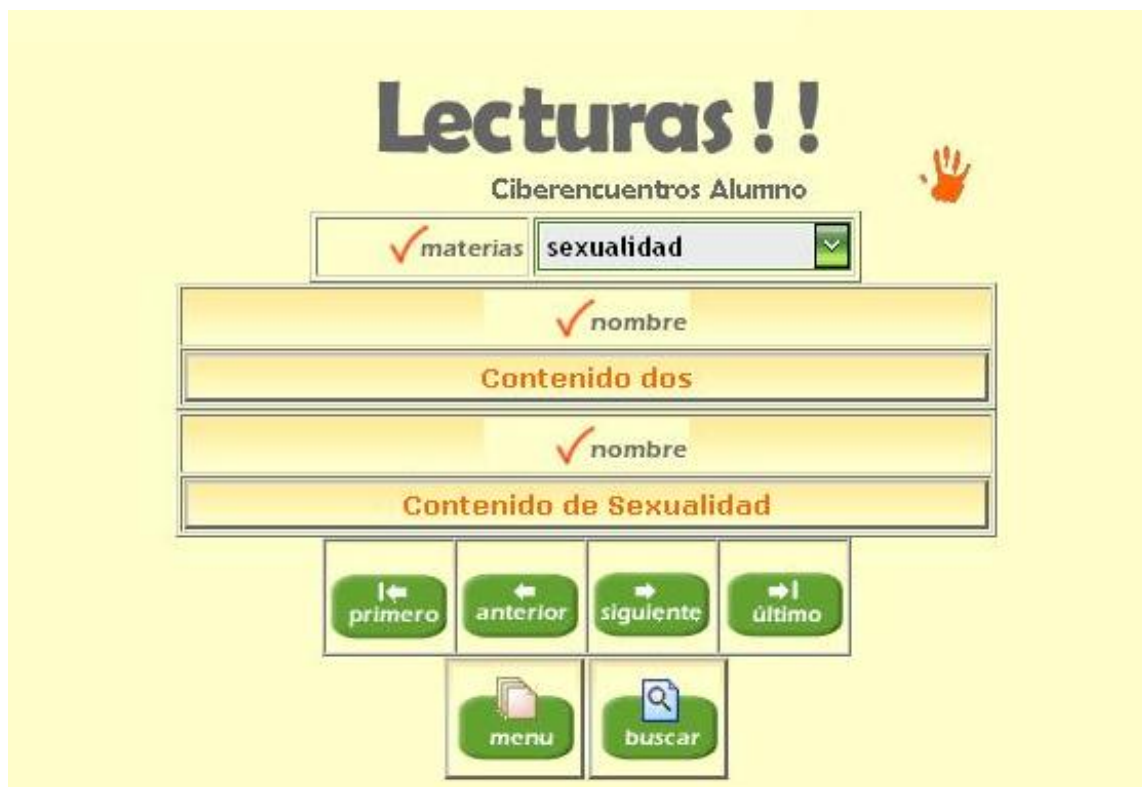 Lecturas!!
Ciberencuentros Alumno
materias sexualidad
nombre
Contenido dos
nombre
Contenido de Sexualidad
primero anterior siguiente último
menu buscar